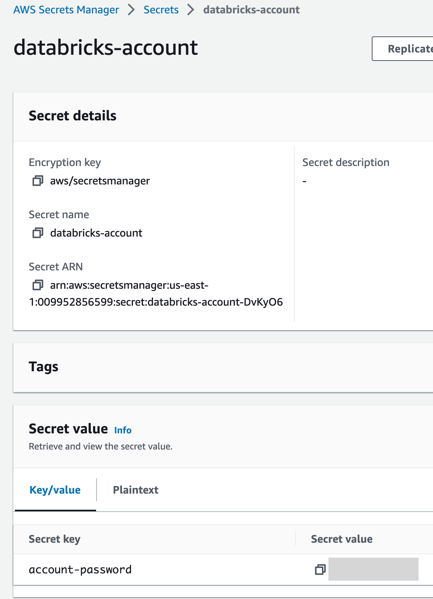 AWS Secrets Manager > Secrets > databricks-account
databricks-account
Replicate
Secret details
Encryption key
aws/secretsmanager
Secret description
-
Secret name
databricks-account
Secret ARN
arn:aws:secretsmanager:us-east-
1:009952856599:secret:databricks-account-DvKyO6
Tags
Secret value Info
Retrieve and view the secret value.
Key/value Plaintext
Secret key Secret value
account-password